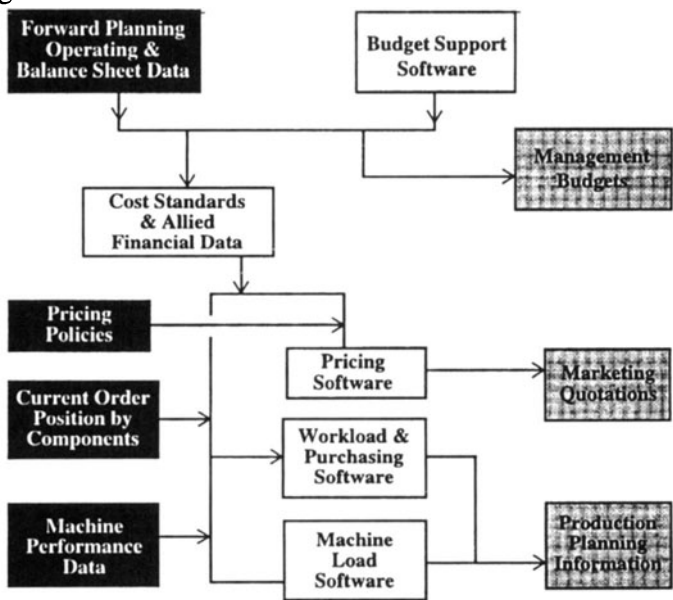 Forward Planning
Operating &
Balance Sheet Data
Budget Support
Software
Management
Budgets
Cost Standards
& Allied
Financial Data
Pricing
Policies
Pricing
Software
Marketing
Quotations
Current Order
Position by
Components
Workload &
Purchasing
Software
Machine
Performance
Data
Machine
Load
Software
Production
Planning
Information